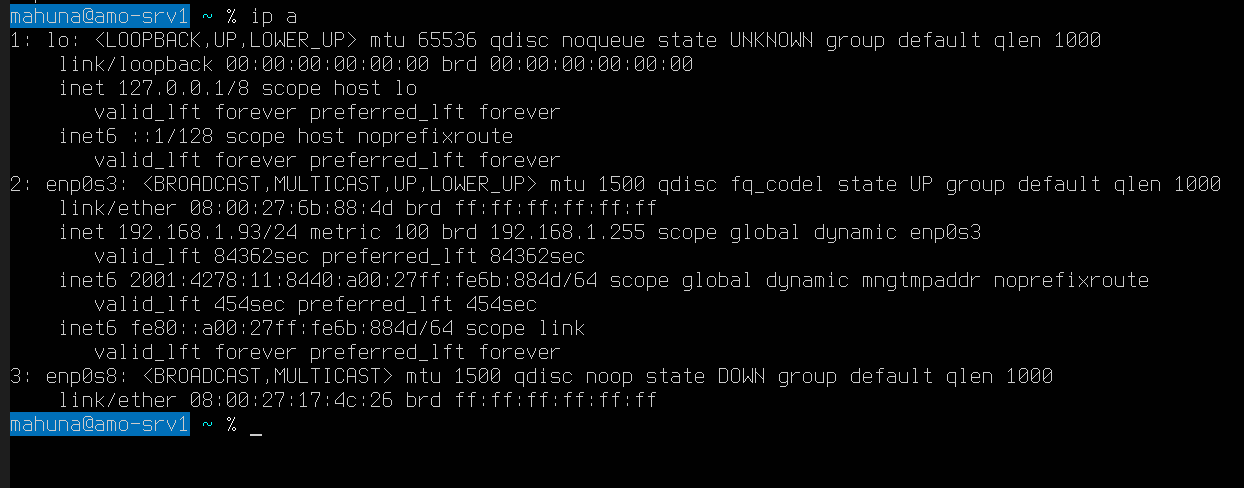 mahuna@amo-srv1 ~ % ip a
1: lo: <LOOPBACK,UP,LOWER_UP> mtu 65536 qdisc noqueue state UNKNOWN group default qlen 1000
    link/loopback 00:00:00:00:00:00 brd 00:00:00:00:00:00
    inet 127.0.0.1/8 scope host lo
       valid_lft forever preferred_lft forever
    inet6 ::1/128 scope host noprefixroute
       valid_lft forever preferred_lft forever
2: enp0s3: <BROADCAST,MULTICAST,UP,LOWER_UP> mtu 1500 qdisc fq_codel state UP group default qlen 1000
    link/ether 08:00:27:6b:88:4d brd ff:ff:ff:ff:ff:ff
    inet 192.168.1.93/24 metric 100 brd 192.168.1.255 scope global dynamic enp0s3
       valid_lft 84362sec preferred_lft 84362sec
    inet6 2001:4278:11:8440:a00:27ff:fe6b:884d/64 scope global dynamic mngtmpaddr noprefixroute
       valid_lft 454sec preferred_lft 454sec
    inet6 fe80::a00:27ff:fe6b:884d/64 scope link
       valid_lft forever preferred_lft forever
3: enp0s8: <BROADCAST,MULTICAST> mtu 1500 qdisc noop state DOWN group default qlen 1000
    link/ether 08:00:27:17:4c:26 brd ff:ff:ff:ff:ff:ff
mahuna@amo-srv1 ~ % _